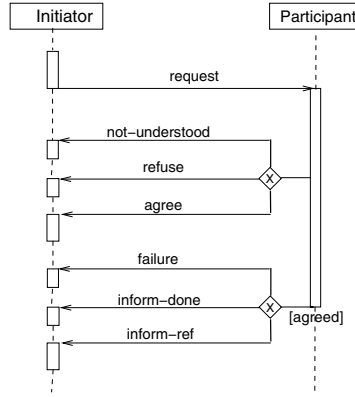 Initiator
Participant
request
not-understood
refuse
X
agree
failure
inform-done
X
[agreed]
inform-ref